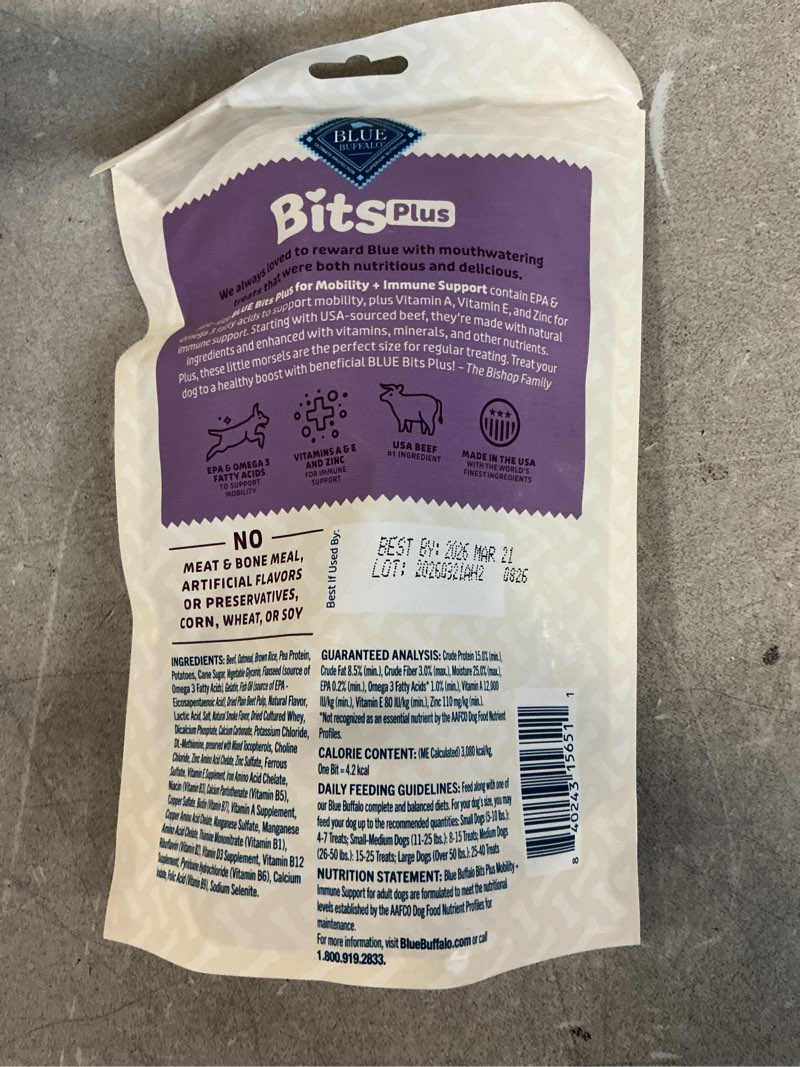 BLUE
BUFFALO
Bits Plus
We always loved to reward Blue with mouthwatering
treats that were both nutritious and delicious.
BLUE Bits Plus for Mobility + Immune Support contain EPA &
Omega 3 fatty acids to support mobility, plus Vitamin A, Vitamin E, and Zinc for
immune support. Starting with USA-sourced beef, they're made with natural
ingredients and enhanced with vitamins, minerals, and other nutrients.
Plus, these little morsels are the perfect size for regular treating. Treat your
dog to a healthy boost with beneficial BLUE Bits Plus! – The Bishop Family
EPA & OMEGA 3
FATTY ACIDS
TO SUPPORT
MOBILITY
VITAMINS A & E
AND ZINC
FOR IMMUNE
SUPPORT
USA BEEF
#1 INGREDIENT
MADE IN THE USA
WITH THE WORLD'S
FINEST INGREDIENTS
NO
MEAT & BONE MEAL,
ARTIFICIAL FLAVORS
OR PRESERVATIVES,
CORN, WHEAT, OR SOY
Best If Used By:
BEST BY: 2026 MAR 21
LOT: 20260321AH2 0826
INGREDIENTS: Beef, Oatmeal, Brown Rice, Pea Protein,
Potatoes, Cane Sugar, Vegetable Glycerin, Flaxseed (source of
Omega 3 Fatty Acids), Gelatin, Fish Oil (source of EPA -
Eicosapentaenoic Acid), Dried Plain Beet Pulp, Natural Flavor,
Lactic Acid, Salt, Natural Smoke Flavor, Dried Cultured Whey,
Dicalcium Phosphate, Calcium Carbonate, Potassium Chloride,
DL-Methionine, preserved with Mixed Tocopherols, Choline
Chloride, Zinc Amino Acid Chelate, Zinc Sulfate, Ferrous
Sulfate, Vitamin E Supplement, Iron Amino Acid Chelate,
Niacin (Vitamin B3), Calcium Pantothenate (Vitamin B5),
Copper Sulfate, Biotin (Vitamin B7), Vitamin A Supplement,
Copper Amino Acid Chelate, Manganese Sulfate, Manganese
Amino Acid Chelate, Thiamine Mononitrate (Vitamin B1),
Riboflavin (Vitamin B2), Vitamin D3 Supplement, Vitamin B12
Supplement, Pyridoxine Hydrochloride (Vitamin B6), Calcium
Iodate, Folic Acid (Vitamin B9), Sodium Selenite.
GUARANTEED ANALYSIS: Crude Protein 15.0% (min.),
Crude Fat 8.5% (min.), Crude Fiber 3.0% (max.), Moisture 25.0% (max.),
EPA 0.2% (min.), Omega 3 Fatty Acids* 1.0% (min.), Vitamin A 12,000
IU/kg (min.), Vitamin E 80 IU/kg (min.), Zinc 110 mg/kg (min.).
*Not recognized as an essential nutrient by the AAFCO Dog Food Nutrient
Profiles.
CALORIE CONTENT: (ME Calculated) 3,080 kcal/kg,
One Bit = 4.2 kcal
DAILY FEEDING GUIDELINES: Feed along with one of
our Blue Buffalo complete and balanced diets. For your dog's size, you may
feed your dog up to the recommended quantities: Small Dogs (3-10 lbs.):
4-7 Treats; Small-Medium Dogs (11-25 lbs.): 8-15 Treats; Medium Dogs
(26-50 lbs.): 15-25 Treats; Large Dogs (Over 50 lbs.): 25-40 Treats
NUTRITION STATEMENT: Blue Buffalo Bits Plus Mobility +
Immune Support for adult dogs are formulated to meet the nutritional
levels established by the AAFCO Dog Food Nutrient Profiles for
maintenance.
For more information, visit BlueBuffalo.com or call
1.800.919.2833.
8 40243 15651 1